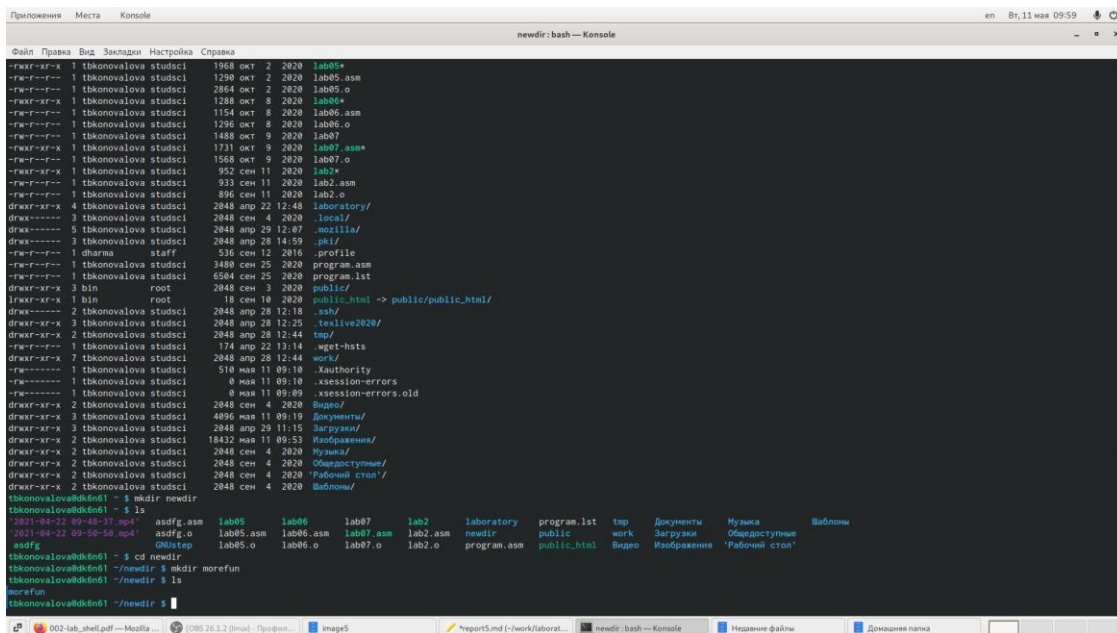 Приложения Места Konsole en Вт, 11 мая 09:59
newdir : bash — Konsole
Файл Правка Вид Закладки Настройка Справка
-rwxr-xr-x 1 tbkonovalova studsci 1968 окт 2 2020 lab05*
-rw-r--r-- 1 tbkonovalova studsci 1290 окт 2 2020 lab05.asm
-rw-r--r-- 1 tbkonovalova studsci 2864 окт 2 2020 lab05.o
-rwxr-xr-x 1 tbkonovalova studsci 1288 окт 8 2020 lab06*
-rw-r--r-- 1 tbkonovalova studsci 1154 окт 8 2020 lab06.asm
-rw-r--r-- 1 tbkonovalova studsci 1296 окт 8 2020 lab06.o
-rw-r--r-- 1 tbkonovalova studsci 1488 окт 9 2020 lab07
-rwxr-xr-x 1 tbkonovalova studsci 1731 окт 9 2020 lab07.asm*
-rw-r--r-- 1 tbkonovalova studsci 1568 окт 9 2020 lab07.o
-rwxr-xr-x 1 tbkonovalova studsci 952 сен 11 2020 lab2*
-rw-r--r-- 1 tbkonovalova studsci 933 сен 11 2020 lab2.asm
-rw-r--r-- 1 tbkonovalova studsci 896 сен 11 2020 lab2.o
drwxr-xr-x 4 tbkonovalova studsci 2048 апр 22 12:48 laboratory/
drwx------ 3 tbkonovalova studsci 2048 сен 4 2020 .local/
drwx------ 5 tbkonovalova studsci 2048 апр 29 12:07 .mozilla/
drwx------ 3 tbkonovalova studsci 2048 апр 28 14:59 .pki/
-rw-r--r-- 1 dharma staff 536 сен 12 2016 .profile
-rw-r--r-- 1 tbkonovalova studsci 3480 сен 25 2020 program.asm
-rw-r--r-- 1 tbkonovalova studsci 6504 сен 25 2020 program.lst
drwxr-xr-x 3 bin root 2048 сен 3 2020 public/
lrwxr-xr-x 1 bin root 18 сен 10 2020 public_html -> public/public_html/
drwx------ 2 tbkonovalova studsci 2048 апр 28 12:18 .ssh/
drwxr-xr-x 3 tbkonovalova studsci 2048 апр 28 12:25 .texlive2020/
drwxr-xr-x 2 tbkonovalova studsci 2048 апр 28 12:44 tmp/
-rw-r--r-- 1 tbkonovalova studsci 174 апр 22 13:14 .wget-hsts
drwxr-xr-x 7 tbkonovalova studsci 2048 апр 28 12:44 work/
-rw------- 1 tbkonovalova studsci 510 мая 11 09:10 .Xauthority
-rw------- 1 tbkonovalova studsci 0 мая 11 09:10 .xsession-errors
-rw------- 1 tbkonovalova studsci 0 мая 11 09:09 .xsession-errors.old
drwxr-xr-x 2 tbkonovalova studsci 2048 сен 4 2020 Видео/
drwxr-xr-x 3 tbkonovalova studsci 4096 мая 11 09:19 Документы/
drwxr-xr-x 3 tbkonovalova studsci 2048 апр 29 11:15 Загрузки/
drwxr-xr-x 2 tbkonovalova studsci 18432 мая 11 09:53 Изображения/
drwxr-xr-x 2 tbkonovalova studsci 2048 сен 4 2020 Музыка/
drwxr-xr-x 2 tbkonovalova studsci 2048 сен 4 2020 Общедоступные/
drwxr-xr-x 2 tbkonovalova studsci 2048 сен 4 2020 'Рабочий стол'/
drwxr-xr-x 2 tbkonovalova studsci 2048 сен 4 2020 Шаблоны/
tbkonovalova@dk6n61 ~ $ mkdir newdir
tbkonovalova@dk6n61 ~ $ ls
'2021-04-22 09-48-37.mp4' asdfg.asm lab05 lab06 lab07 lab2 laboratory program.lst tmp Документы Музыка Шаблоны
'2021-04-22 09-50-50.mp4' asdfg.o lab05.asm lab06.asm lab07.asm lab2.asm newdir public work Загрузки Общедоступные
asdfg GNUstep lab05.o lab06.o lab07.o lab2.o program.asm public_html Видео Изображения 'Рабочий стол'
tbkonovalova@dk6n61 ~ $ cd newdir
tbkonovalova@dk6n61 ~/newdir $ mkdir morefun
tbkonovalova@dk6n61 ~/newdir $ ls
morefun
tbkonovalova@dk6n61 ~/newdir $
002-lab_shell.pdf — Mozilla ... [OBS 26.1.2 (linux) - Профил... image5 *report5.md (~/work/laborat... newdir : bash — Konsole Недавние файлы Домашняя папка